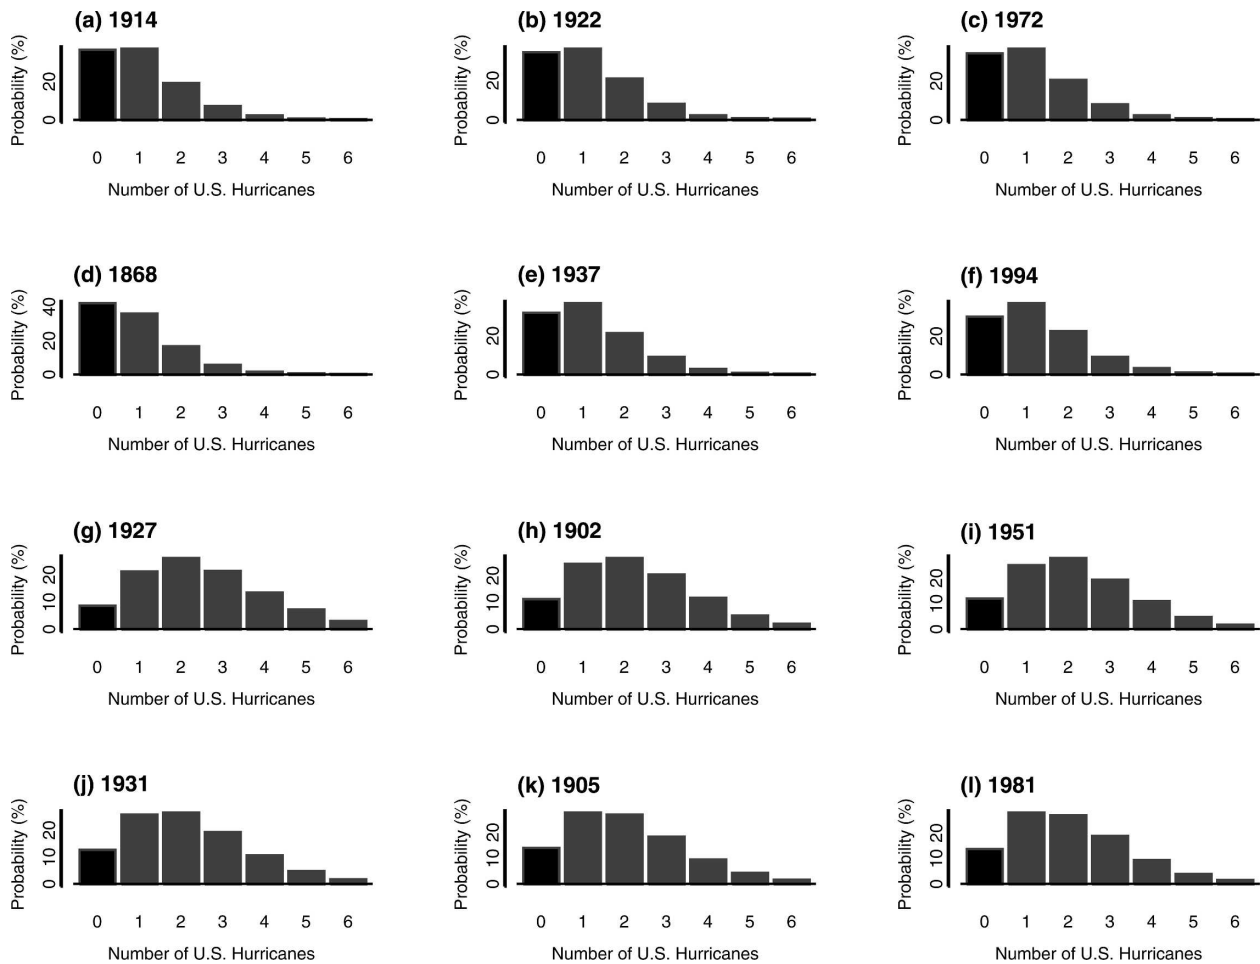 (a) 1914
Probability (%)
20
0
0 1 2 3 4 5 6
Number of U.S. Hurricanes
(b) 1922
Probability (%)
20
0
0 1 2 3 4 5 6
Number of U.S. Hurricanes
(c) 1972
Probability (%)
20
0
0 1 2 3 4 5 6
Number of U.S. Hurricanes
(d) 1868
Probability (%)
40
20
0
0 1 2 3 4 5 6
Number of U.S. Hurricanes
(e) 1937
Probability (%)
20
0
0 1 2 3 4 5 6
Number of U.S. Hurricanes
(f) 1994
Probability (%)
20
0
0 1 2 3 4 5 6
Number of U.S. Hurricanes
(g) 1927
Probability (%)
20
10
0
0 1 2 3 4 5 6
Number of U.S. Hurricanes
(h) 1902
Probability (%)
20
10
0
0 1 2 3 4 5 6
Number of U.S. Hurricanes
(i) 1951
Probability (%)
20
10
0
0 1 2 3 4 5 6
Number of U.S. Hurricanes
(j) 1931
Probability (%)
20
10
0
0 1 2 3 4 5 6
Number of U.S. Hurricanes
(k) 1905
Probability (%)
20
10
0
0 1 2 3 4 5 6
Number of U.S. Hurricanes
(l) 1981
Probability (%)
20
10
0
0 1 2 3 4 5 6
Number of U.S. Hurricanes